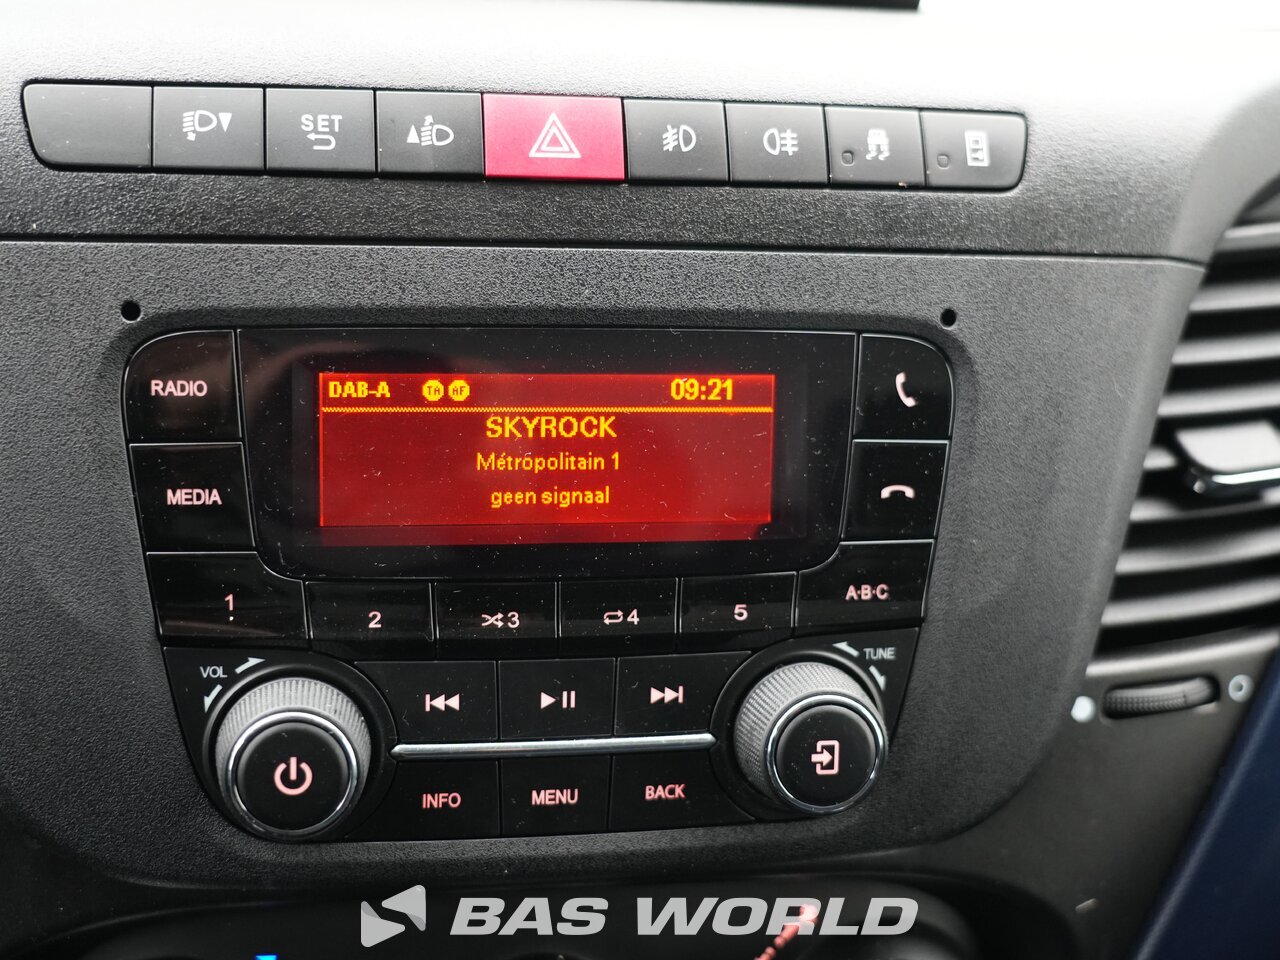 SET
RADIO
DAB-A TA AF 09:21
SKYROCK
Métropolitain 1
geen signaal
MEDIA
1 2 3 4 5 A·B·C
VOL
TUNE
INFO MENU BACK
BAS WORLD